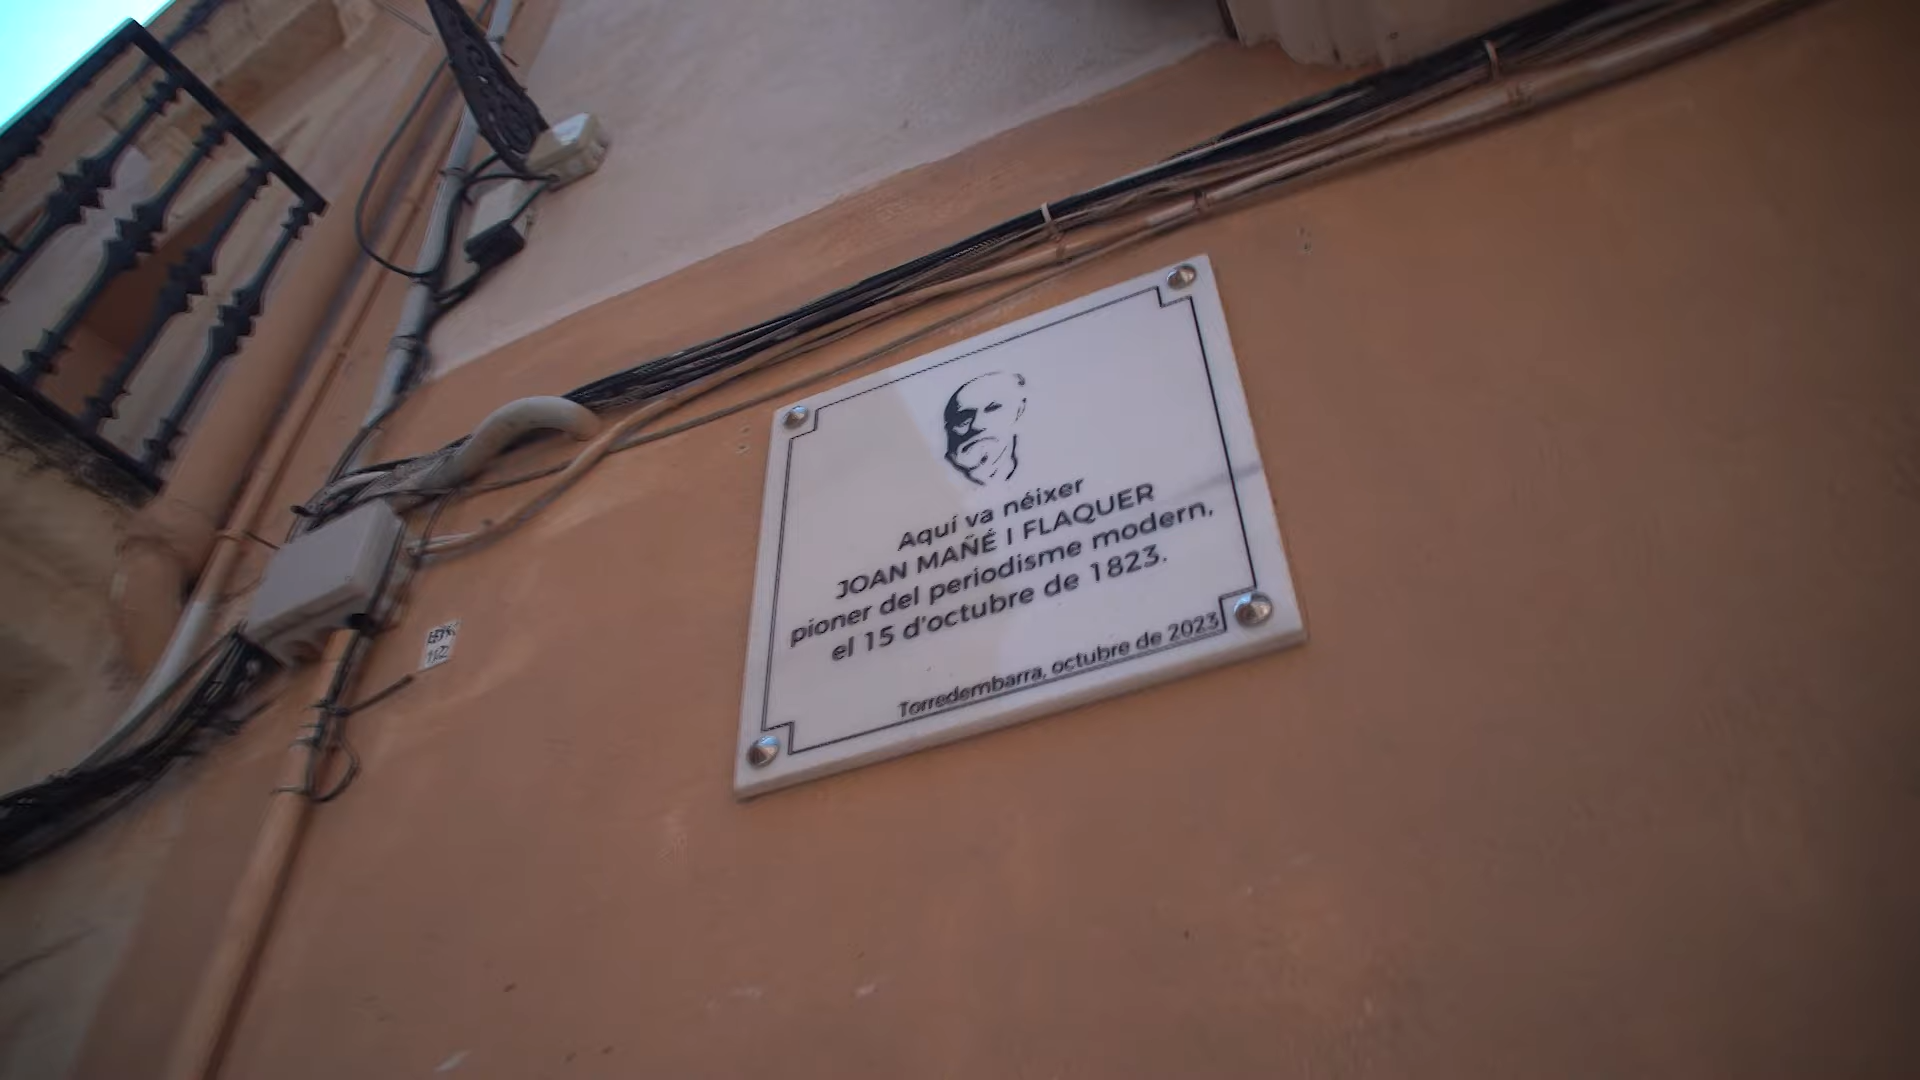 Aquí va néixer
JOAN MAÑÉ I FLAQUER
pioner del periodisme modern,
el 15 d'octubre de 1823.
Torredembarra, octubre de 2023